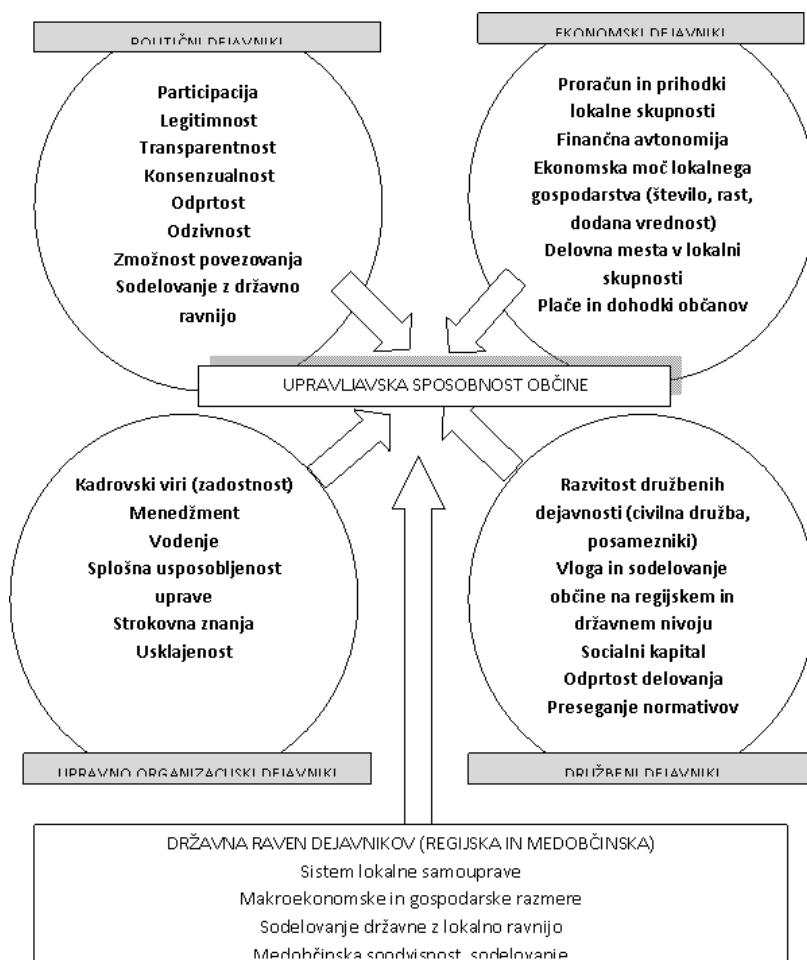 POLITIČNI DEJAVNIKI
Participacija
Legitimnost
Transparentnost
Konsenzualnost
Odprtost
Odzivnost
Zmožnost povezovanja
Sodelovanje z državno
ravnijo
EKONOMSKI DEJAVNIKI
Proračun in prihodki
lokalne skupnosti
Finančna avtonomija
Ekonomska moč lokalnega
gospodarstva (število, rast,
dodana vrednost)
Delovna mesta v lokalni
skupnosti
Plače in dohodki občanov
UPRAVLJAVSKA SPOSOBNOST OBČINE
Kadrovski viri (zadostnost)
Menedžment
Vodenje
Splošna usposobljenost
uprave
Strokovna znanja
Usklajenost
UPRAVNO ORGANIZACIJSKI DEJAVNIKI
Razvitost družbenih
dejavnosti (civilna družba,
posamezniki)
Vloga in sodelovanje
občine na regijskem in
državnem nivoju
Socialni kapital
Odprtost delovanja
Preseganje normativov
DRUŽBENI DEJAVNIKI
DRŽAVNA RAVEN DEJAVNIKOV (REGIJSKA IN MEDOBČINSKA)
Sistem lokalne samouprave
Makroekonomske in gospodarske razmere
Sodelovanje državne z lokalno ravnijo
Medobčinska soodvisnost, sodelovanje